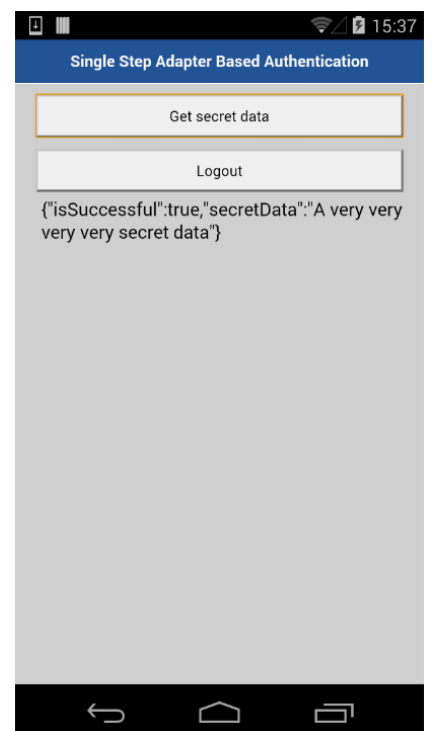 15:37
Single Step Adapter Based Authentication
Get secret data
Logout
{"isSuccessful":true,"secretData":"A very very
very very secret data"}